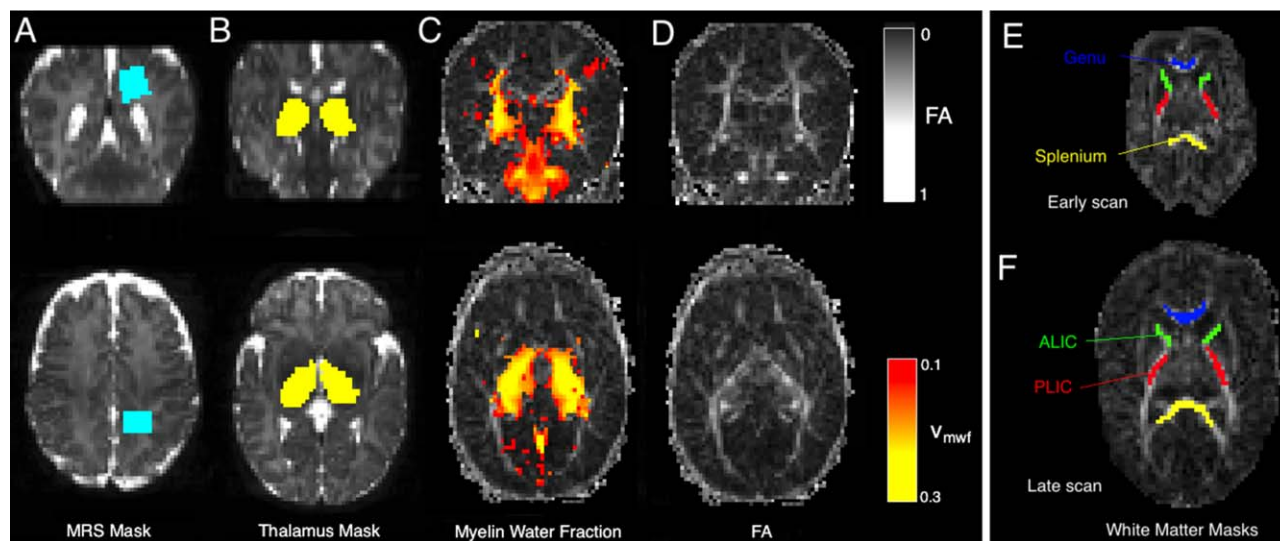 A
B
C
D
0
FA
1
E
Genu
Splenium
Early scan
0.1
vmwf
0.3
F
ALIC
PLIC
Late scan
MRS Mask
Thalamus Mask
Myelin Water Fraction
FA
White Matter Masks